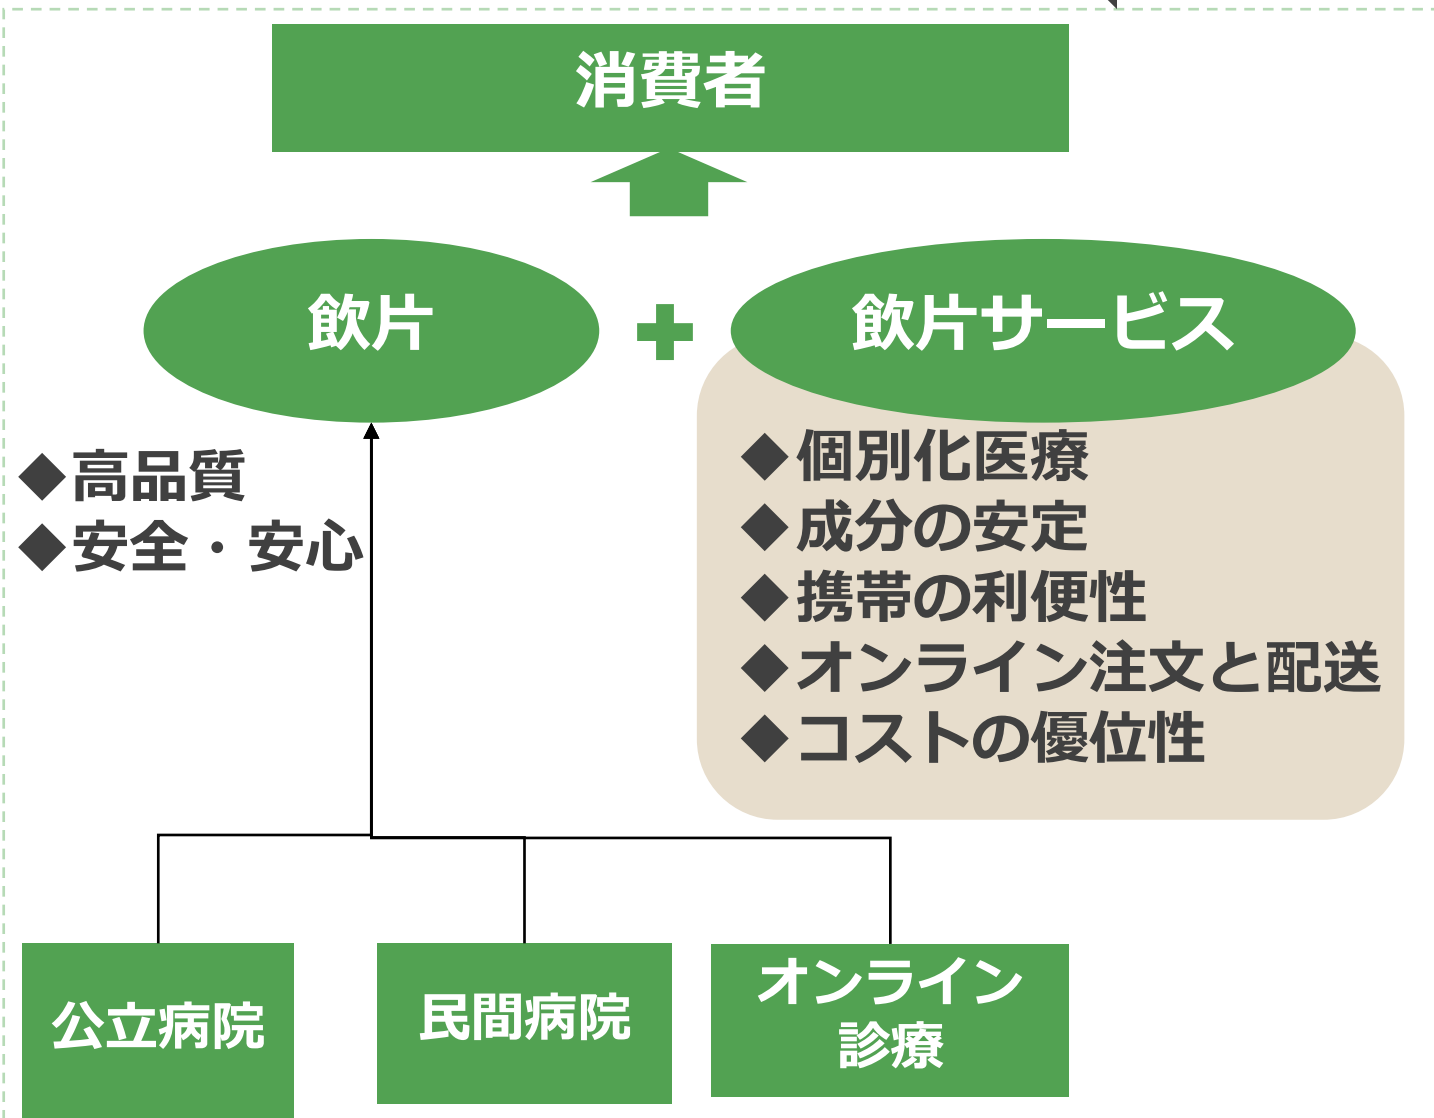 消費者
飲片
飲片サービス
◆高品質
◆安全・安心
◆個別化医療
◆成分の安定
◆携帯の利便性
◆オンライン注文と配送
◆コストの優位性
公立病院
民間病院
オンライン
診療